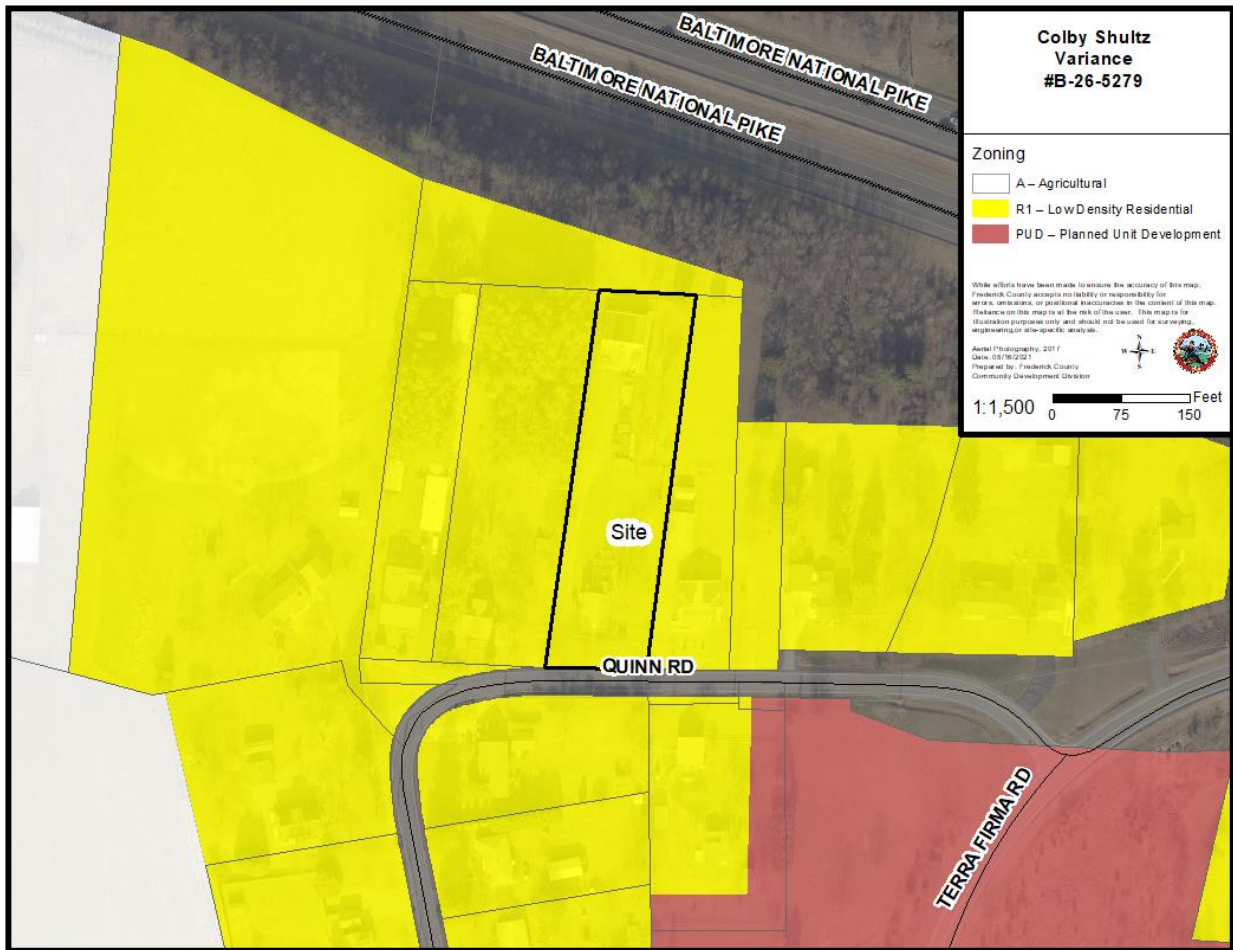 BALTIMORE NATIONAL PIKE
BALTIMORE NATIONAL PIKE
Colby Shultz
Variance
#B-26-5279
Zoning
A – Agricultural
R1 – Low Density Residential
PUD – Planned Unit Development
While efforts have been made to ensure the accuracy of this map,
Frederick County accepts no liability or responsibility for
errors, omissions, or positional inaccuracies in the content of this map.
Reliance on this map is at the risk of the user. This map is for
illustration purposes only and should not be used for surveying,
engineering, or site-specific analysis.
Aerial Photography, 2017
Date: 08/16/2021
Prepared by: Frederick County
Community Development Division
N
W E
S
1:1,500
Feet
0 75 150
Site
QUINN RD
TERRA FIRMA RD